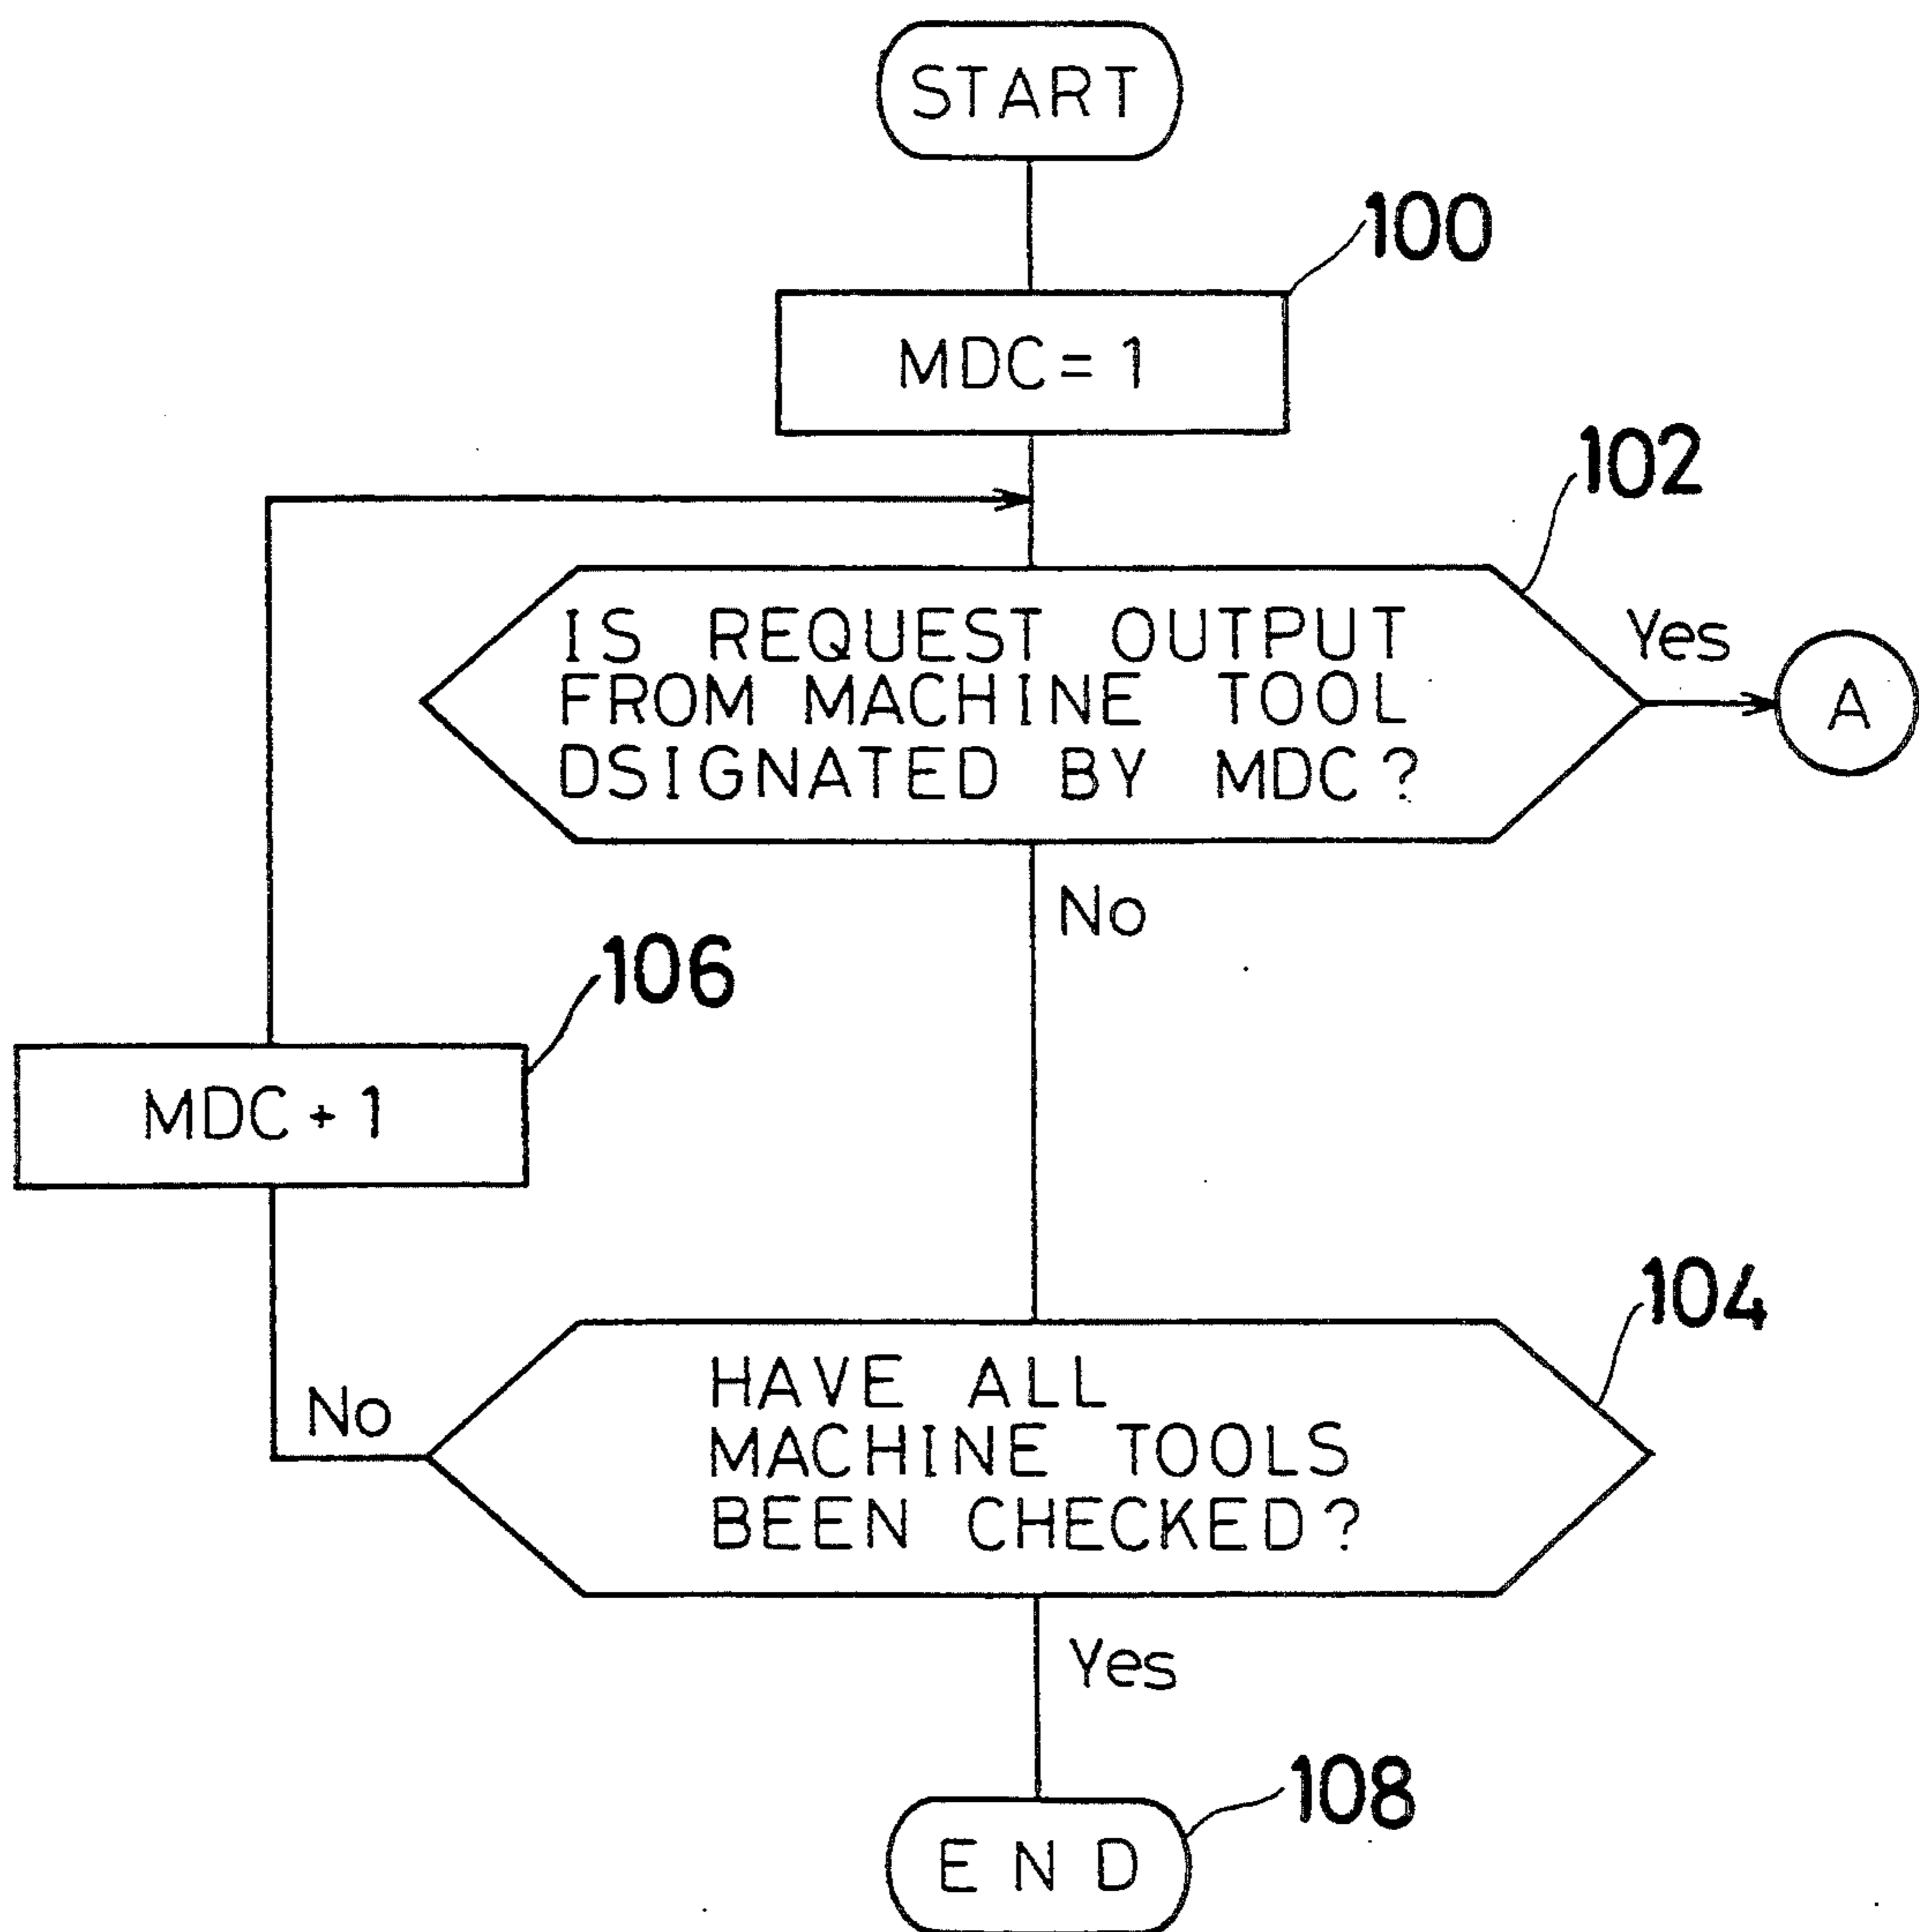 START
100
MDC = 1
102
IS REQUEST OUTPUT
FROM MACHINE TOOL
DSIGNATED BY MDC ?
Yes
A
No
106
MDC + 1
104
HAVE ALL
MACHINE TOOLS
BEEN CHECKED ?
No
Yes
108
END